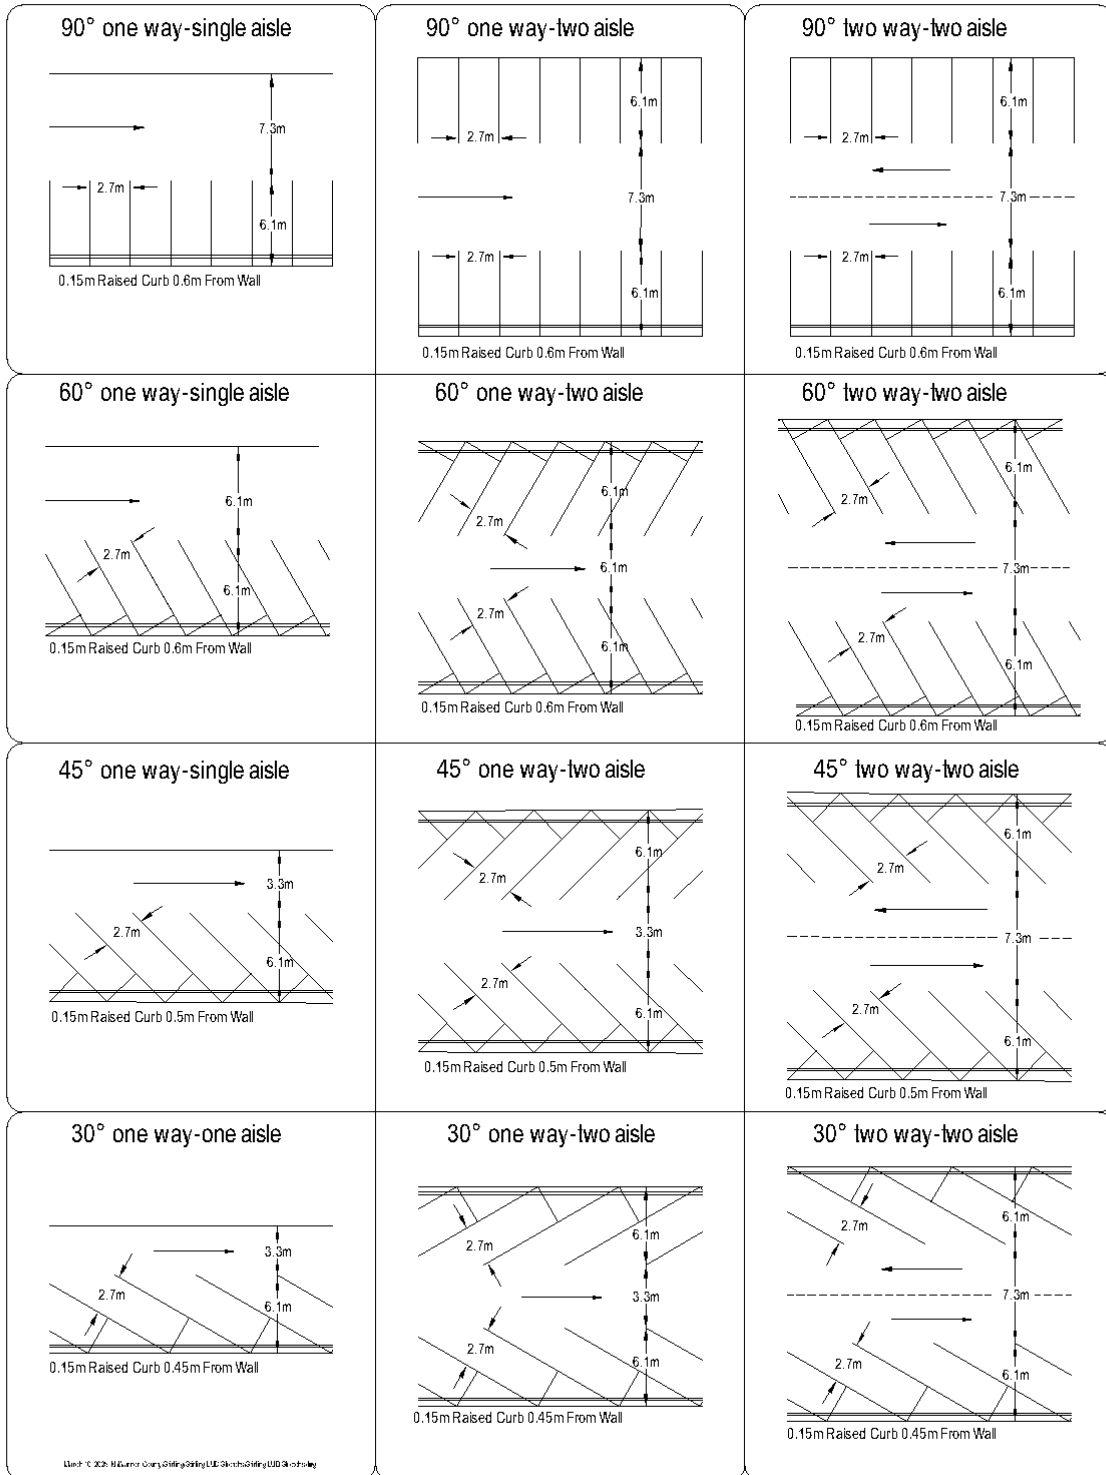 90° one way-single aisle
7.3m
2.7m
6.1m
0.15m Raised Curb 0.6m From Wall
90° one way-two aisle
6.1m
2.7m
7.3m
2.7m
6.1m
0.15m Raised Curb 0.6m From Wall
90° two way-two aisle
6.1m
2.7m
7.3m
2.7m
6.1m
0.15m Raised Curb 0.6m From Wall
60° one way-single aisle
6.1m
2.7m
6.1m
0.15m Raised Curb 0.6m From Wall
60° one way-two aisle
6.1m
2.7m
6.1m
2.7m
6.1m
0.15m Raised Curb 0.6m From Wall
60° two way-two aisle
6.1m
2.7m
7.3m
2.7m
6.1m
0.15m Raised Curb 0.6m From Wall
45° one way-single aisle
3.3m
2.7m
6.1m
0.15m Raised Curb 0.5m From Wall
45° one way-two aisle
6.1m
2.7m
3.3m
2.7m
6.1m
0.15m Raised Curb 0.5m From Wall
45° two way-two aisle
6.1m
2.7m
7.3m
2.7m
6.1m
0.15m Raised Curb 0.5m From Wall
30° one way-one aisle
3.3m
2.7m
6.1m
0.15m Raised Curb 0.45m From Wall
30° one way-two aisle
6.1m
2.7m
3.3m
2.7m
6.1m
0.15m Raised Curb 0.45m From Wall
30° two way-two aisle
6.1m
2.7m
7.3m
2.7m
6.1m
0.15m Raised Curb 0.45m From Wall